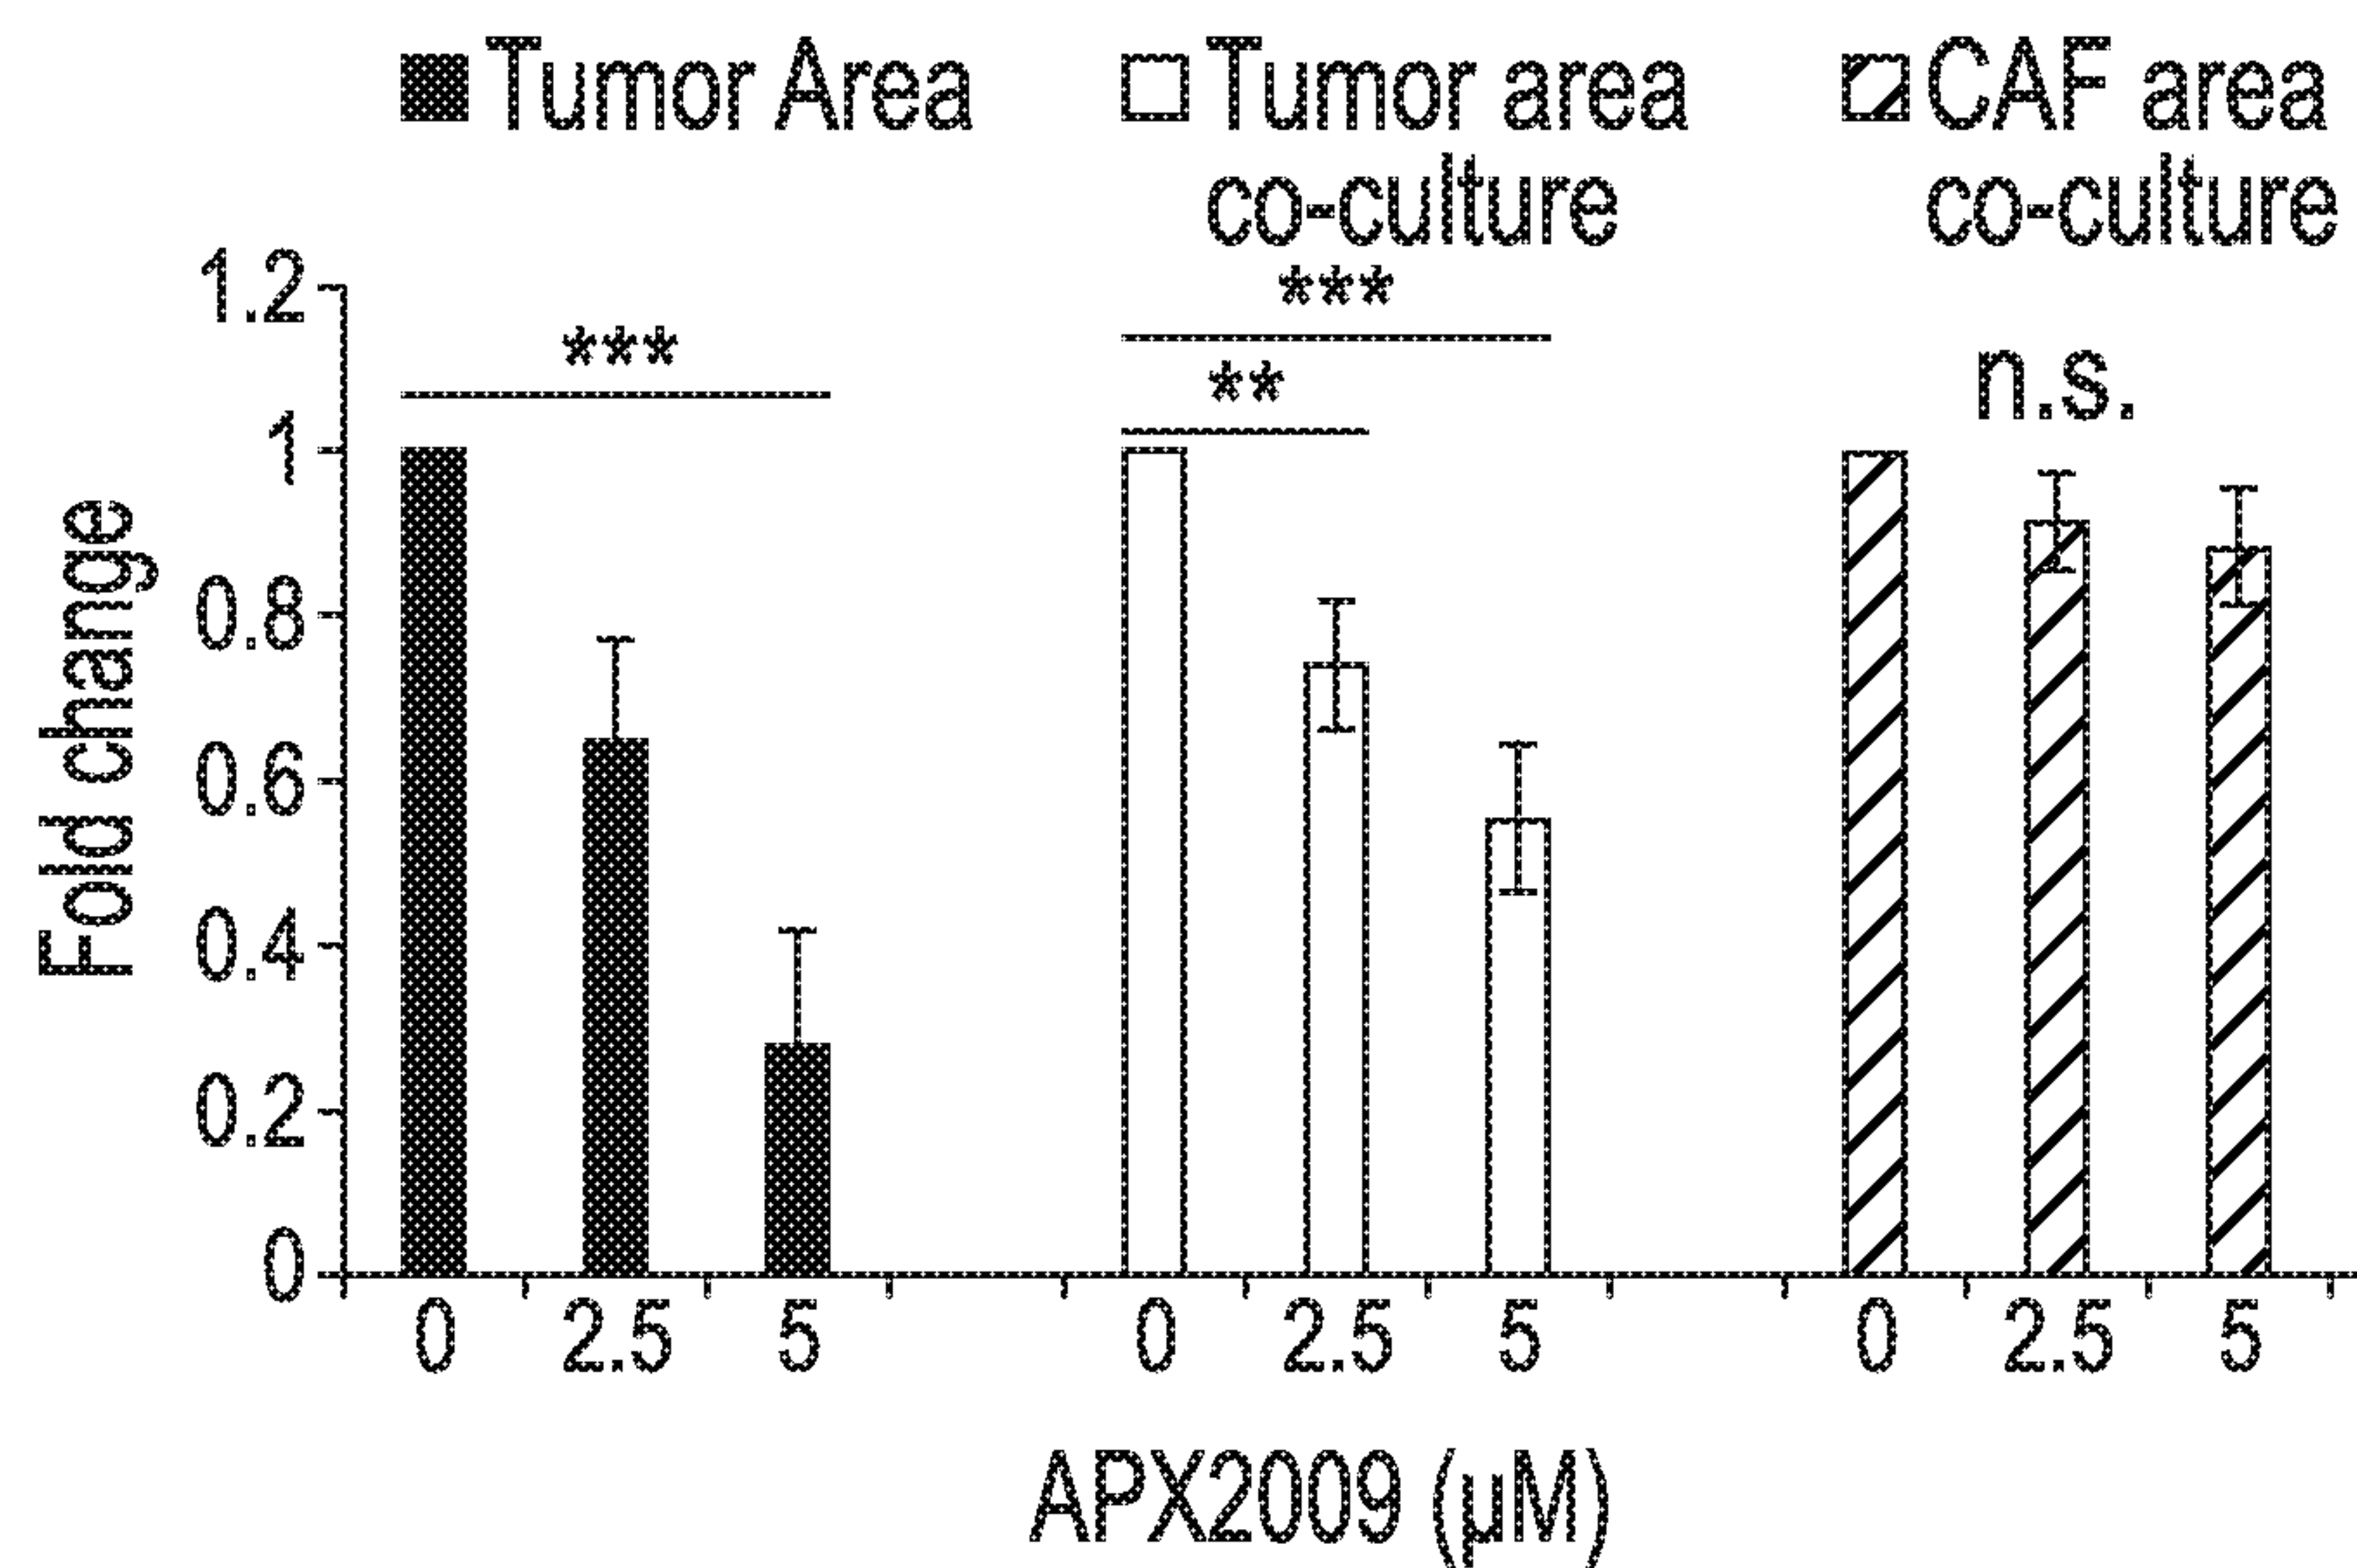 Tumor Area
Tumor area
co-culture
CAF area
co-culture
Fold change
1.2
1
0.8
0.6
0.4
0.2
0
***
***
**
n.s.
0 2.5 5 0 2.5 5 0 2.5 5
APX2009 (µM)